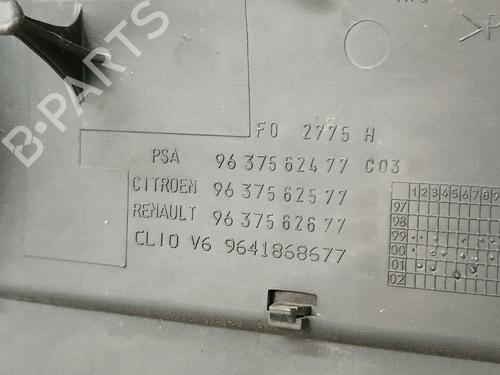 B-PARTS
FO 2775 H
PSA 96 375 624 77 C03
CITROEN 96 375 625 77
RENAULT 96 375 626 77
CLIO V6 9641868677
1 2 3 4 5 6 7 8
97
98
99
00
01
02